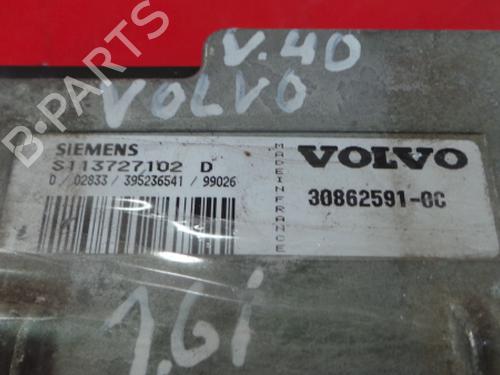 V.40
VOLVO
SIEMENS
S113727102 D
D / 02833 / 395236541 / 99026
MADE IN FRANCE
VOLVO
30862591-0C
1.6i
B-PARTS